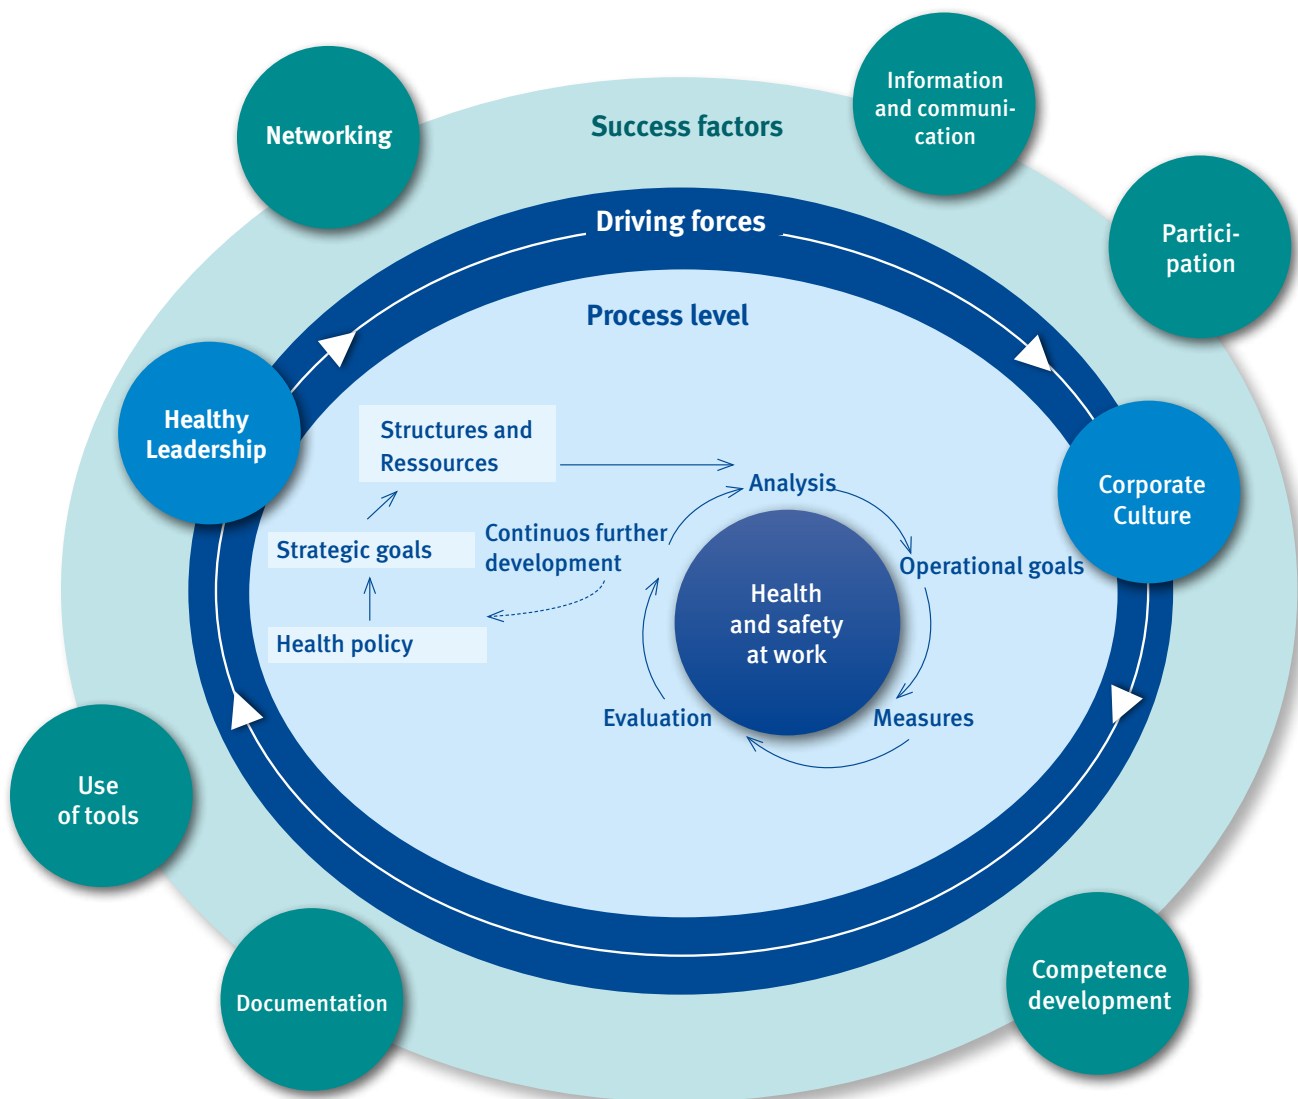 Networking
Success factors
Information
and communi-
cation
Partici-
pation
Driving forces
Process level
Healthy
Leadership
Corporate
Culture
Structures and
Ressources
Strategic goals
Health policy
Continuos further
development
Analysis
Operational goals
Measures
Evaluation
Health
and safety
at work
Use
of tools
Documentation
Competence
development